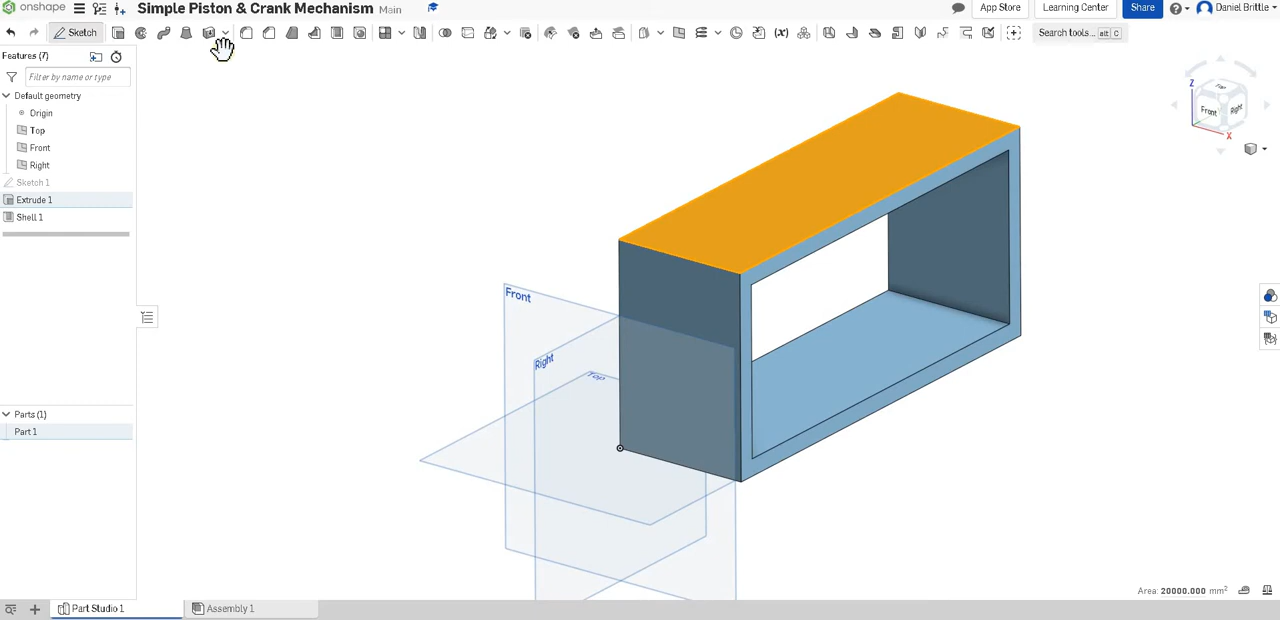 onshape
Simple Piston & Crank Mechanism Main
App Store
Learning Center
Share
Daniel Brittle
Sketch
(x)
Search tools... alt C
Features (7)
Filter by name or type
Default geometry
Origin
Top
Front
Right
Sketch 1
Extrude 1
Shell 1
Parts (1)
Part 1
Front
Right
Top
Z
Top
Front
Right
X
Area: 20000.000 mm²
Part Studio 1
Assembly 1